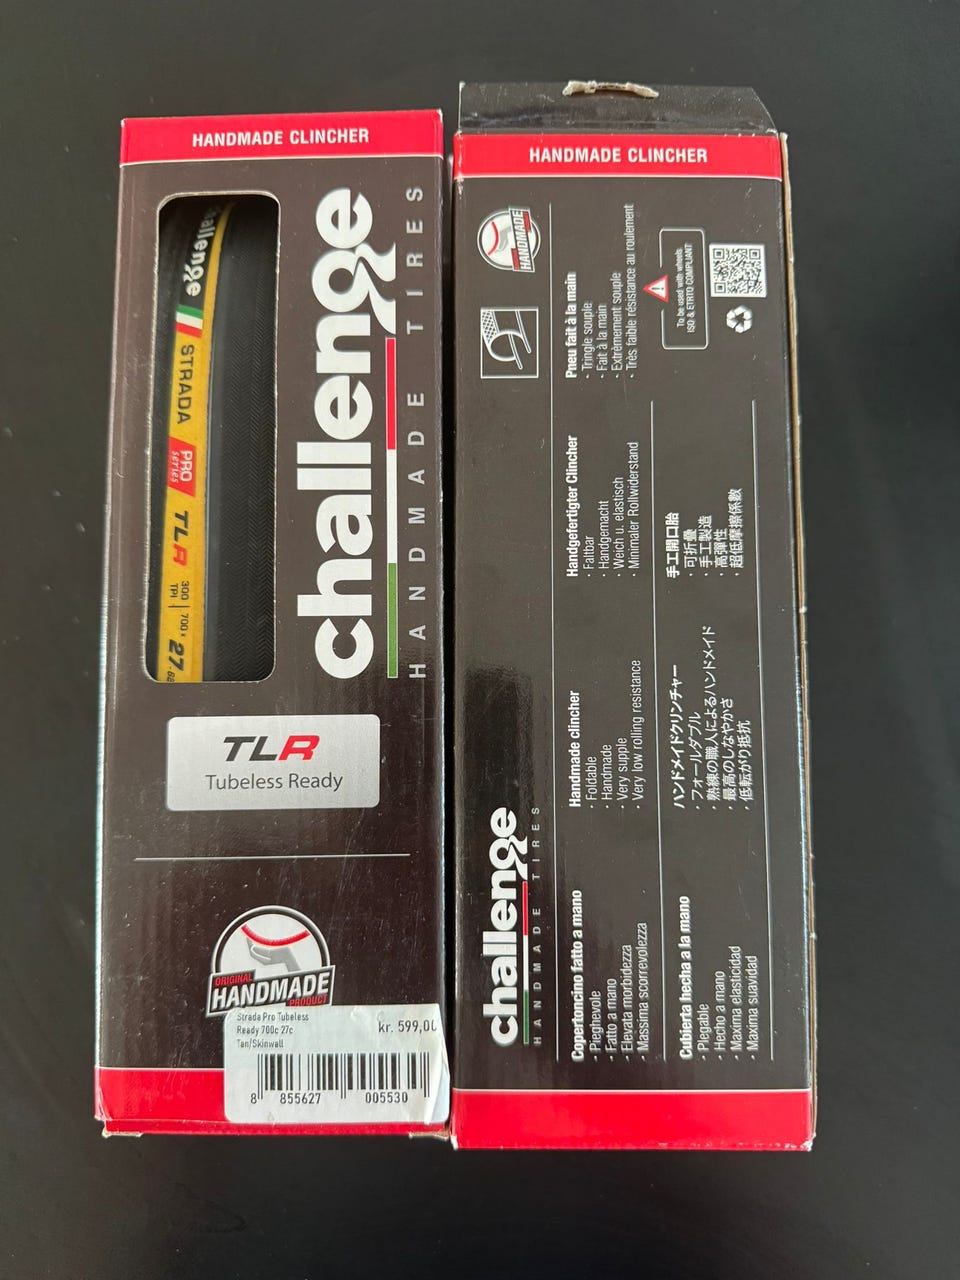 HANDMADE CLINCHER
challenge
STRADA
PRO
SERIES
TLR
300
TPI
700 x
27
challenge
HANDMADE TIRES
TLR
Tubeless Ready
ORIGINAL
HANDMADE
PRODUCT
Strada Pro Tubeless
Ready 700c 27c
Tan/Skinwall
kr. 599,00
8 855627 005530
HANDMADE CLINCHER
HANDMADE
challenge
HANDMADE TIRES
Copertoncino fatto a mano
· Pieghevole
· Fatto a mano
· Elevata morbidezza
· Massima scorrevolezza
Handmade clincher
· Foldable
· Handmade
· Very supple
· Very low rolling resistance
Handgefertigter Clincher
· Faltbar
· Handgemacht
· Weich u. elastisch
· Minimaler Rollwiderstand
Pneu fait à la main
· Tringle souple
· Fait à la main
· Extrêmement souple
· Très faible résistance au roulement
Cubierta hecha a la mano
· Plegable
· Hecho a mano
· Maxima elasticidad
· Maxima suavidad
ハンドメイドクリンチャー
· フォールダブル
· 熟練の職人によるハンドメイド
· 最高のしなやかさ
· 低転がり抵抗
手工開口胎
· 可折疊
· 手工製造
· 高彈性
· 超低摩擦係數
To be used with wheels
ISO & ETRTO COMPLIANT